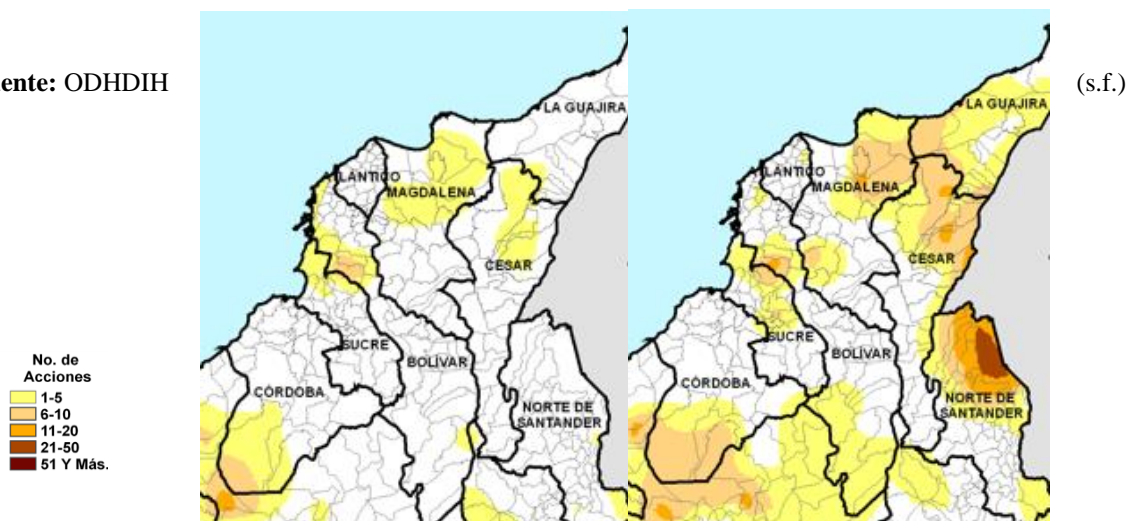 ente: ODHDIH
(s.f.)
LA GUAJIRA
ATLÁNTICO
MAGDALENA
CESAR
SUCRE
BOLÍVAR
CÓRDOBA
NORTE DE
SANTANDER
LA GUAJIRA
ATLÁNTICO
MAGDALENA
CESAR
SUCRE
BOLÍVAR
CÓRDOBA
NORTE DE
SANTANDER
No. de
Acciones
1-5
6-10
11-20
21-50
51 Y Más.